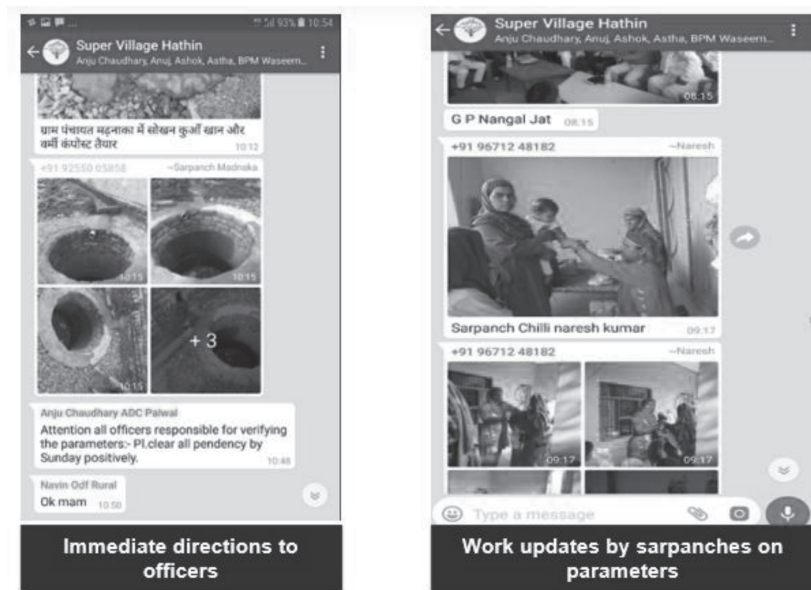 93% 10:54
Super Village Hathin
Anju Chaudhary, Anuj, Ashok, Astha, BPM Waseem...
ग्राम पंचायत मढ़नाका में सोखन कुआँ खान और
वर्मी कंपोस्ट तैयार
10:12
+91 92550 05858 ~Sarpanch Madnaka
10:15 10:15
10:15 + 3
Anju Chaudhary ADC Palwal
Attention all officers responsible for verifying
the parameters:- Pl.clear all pendency by
Sunday positively.
10:48
Navin Odf Rural
Ok mam 10:50
Immediate directions to
officers
Super Village Hathin
Anju Chaudhary, Anuj, Ashok, Astha, BPM Waseem...
08:15
G P Nangal Jat 08:15
+91 96712 48182 ~Naresh
Sarpanch Chilli naresh kumar 09:17
+91 96712 48182 ~Naresh
09:17 09:17
Type a message
Work updates by sarpanches on
parameters